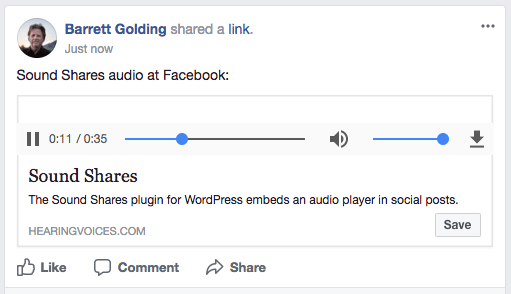 Barrett Golding shared a link.
Just now
Sound Shares audio at Facebook:
0:11 / 0:35
Sound Shares
The Sound Shares plugin for WordPress embeds an audio player in social posts.
HEARINGVOICES.COM
Save
Like Comment Share